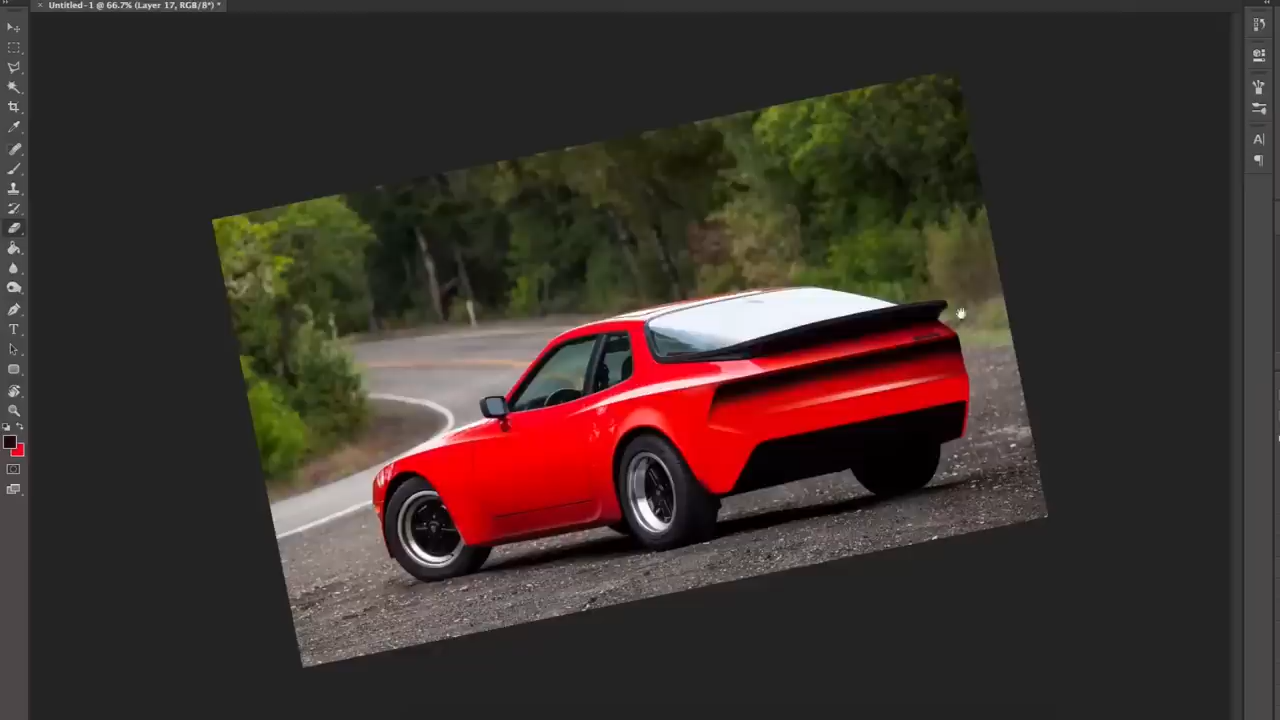 Untitled-1 @ 66.7% (Layer 17, RGB/8*) *